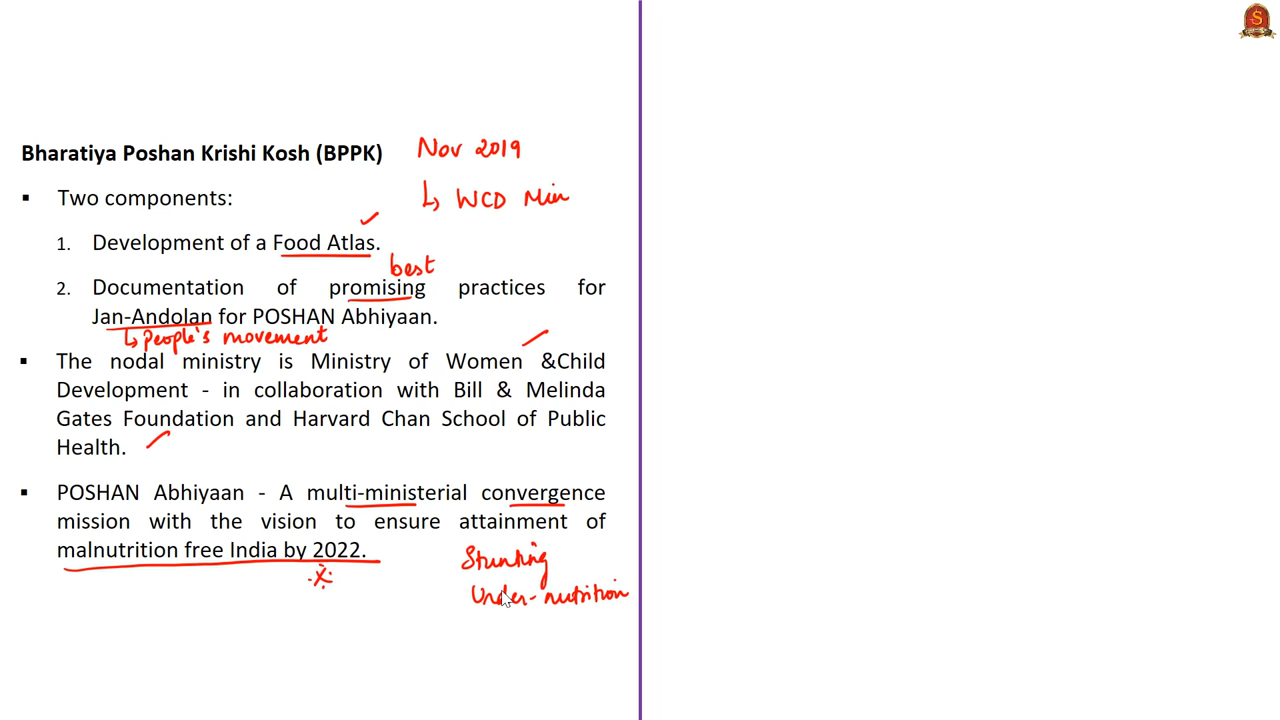 Bharatiya Poshan Krishi Kosh (BPPK) Nov 2019
▪ Two components: ↳ WCD Min
1. Development of a Food Atlas.
best
2. Documentation of promising practices for
Jan-Andolan for POSHAN Abhiyaan.
↳ People's movement
▪ The nodal ministry is Ministry of Women &Child
Development - in collaboration with Bill & Melinda
Gates Foundation and Harvard Chan School of Public
Health.
▪ POSHAN Abhiyaan - A multi-ministerial convergence
mission with the vision to ensure attainment of
malnutrition free India by 2022.
Stunting
Under-nutrition
S